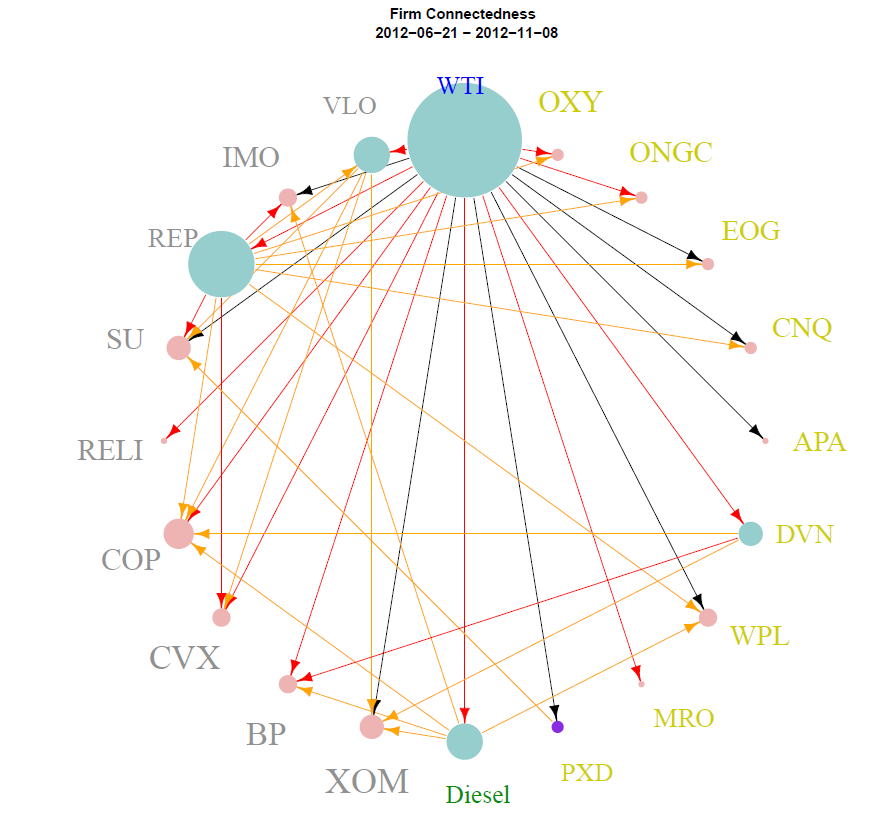 Firm Connectedness
2012−06−21 − 2012−11−08
WTI
OXY
VLO
ONGC
IMO
EOG
REP
CNQ
SU
APA
RELI
DVN
COP
WPL
CVX
MRO
BP
PXD
XOM
Diesel